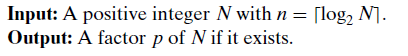 Input: A positive integer N with n = ⌈log₂ N⌉.
Output: A factor p of N if it exists.